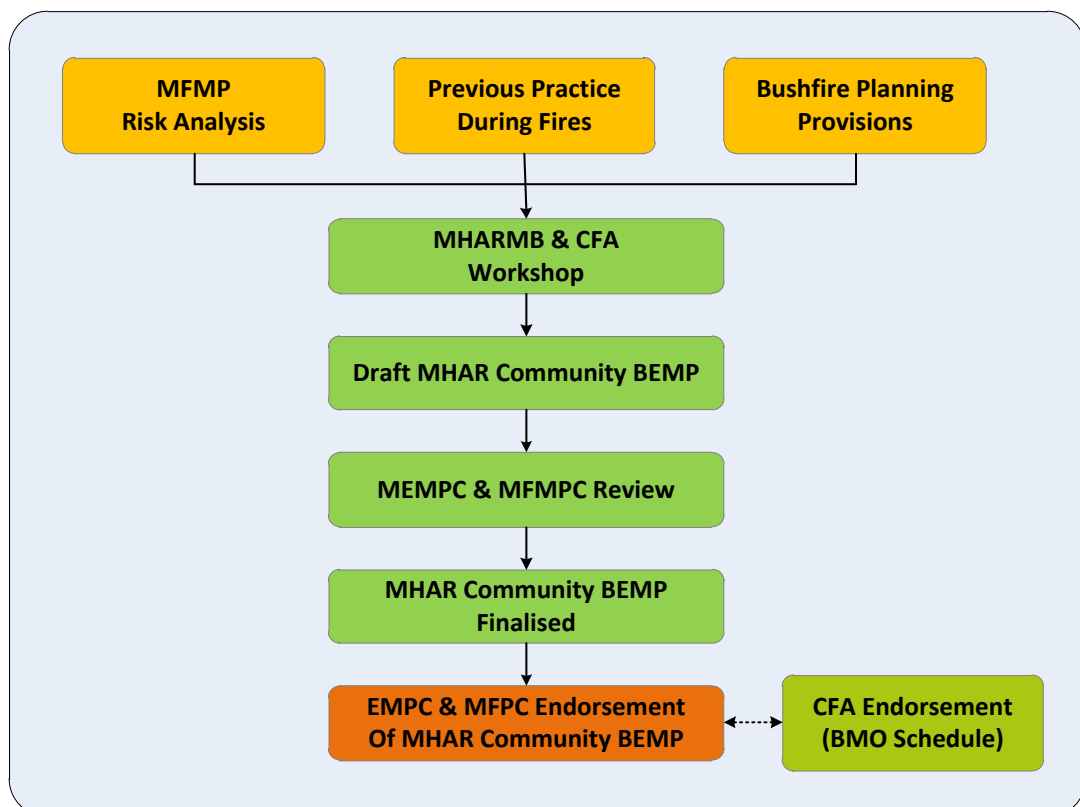 MFMP
Risk Analysis
Previous Practice
During Fires
Bushfire Planning
Provisions
MHARMB & CFA
Workshop
Draft MHAR Community BEMP
MEMPC & MFMPC Review
MHAR Community BEMP
Finalised
EMPC & MFPC Endorsement
Of MHAR Community BEMP
CFA Endorsement
(BMO Schedule)